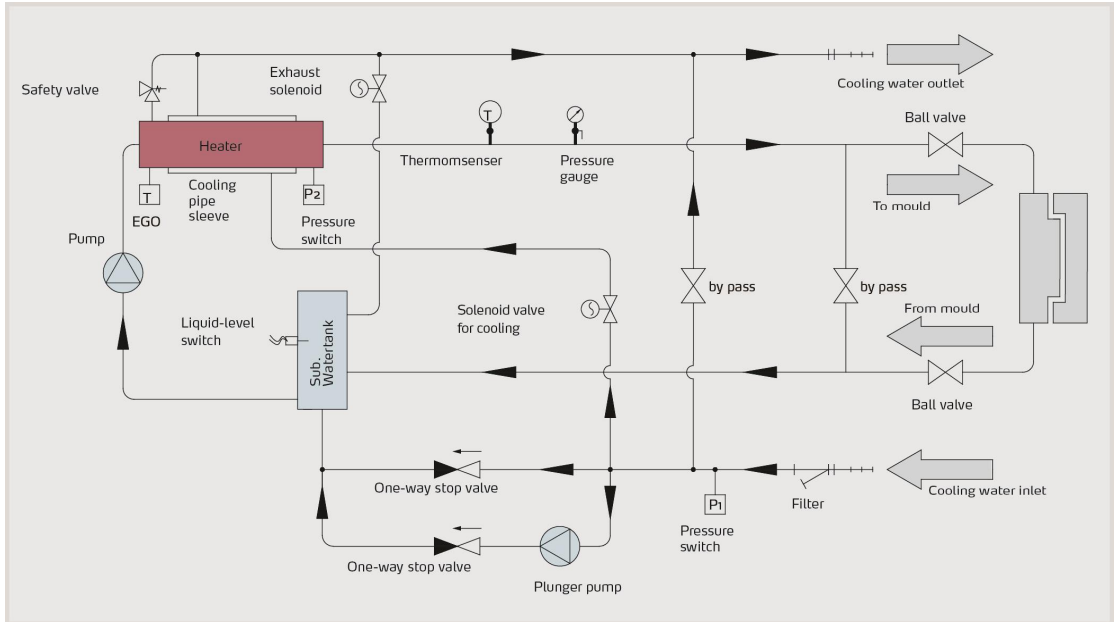 Safety valve
Exhaust
solenoid
Cooling water outlet
Ball valve
Heater
T
Thermomsenser
Pressure
gauge
To mould
T
EGO
Cooling
pipe
sleeve
P2
Pressure
switch
Pump
by pass
by pass
From mould
Solenoid valve
for cooling
Liquid-level
switch
Sub.
Watertank
Ball valve
One-way stop valve
P1
Pressure
switch
Filter
Cooling water inlet
One-way stop valve
Plunger pump